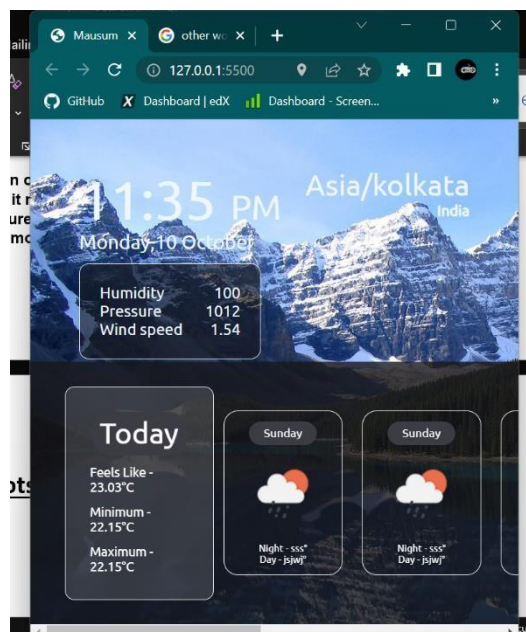 Mausum
other wo
127.0.0.1:5500
GitHub
Dashboard | edX
Dashboard - Screen...
»
11:35 PM
Asia/kolkata
India
Monday,10 October
Humidity 100
Pressure 1012
Wind speed 1.54
Today
Feels Like -
23.03°C
Minimum -
22.15°C
Maximum -
22.15°C
Sunday
Night - sss°
Day - jsjwj°
Sunday
Night - sss°
Day - jsjwj°